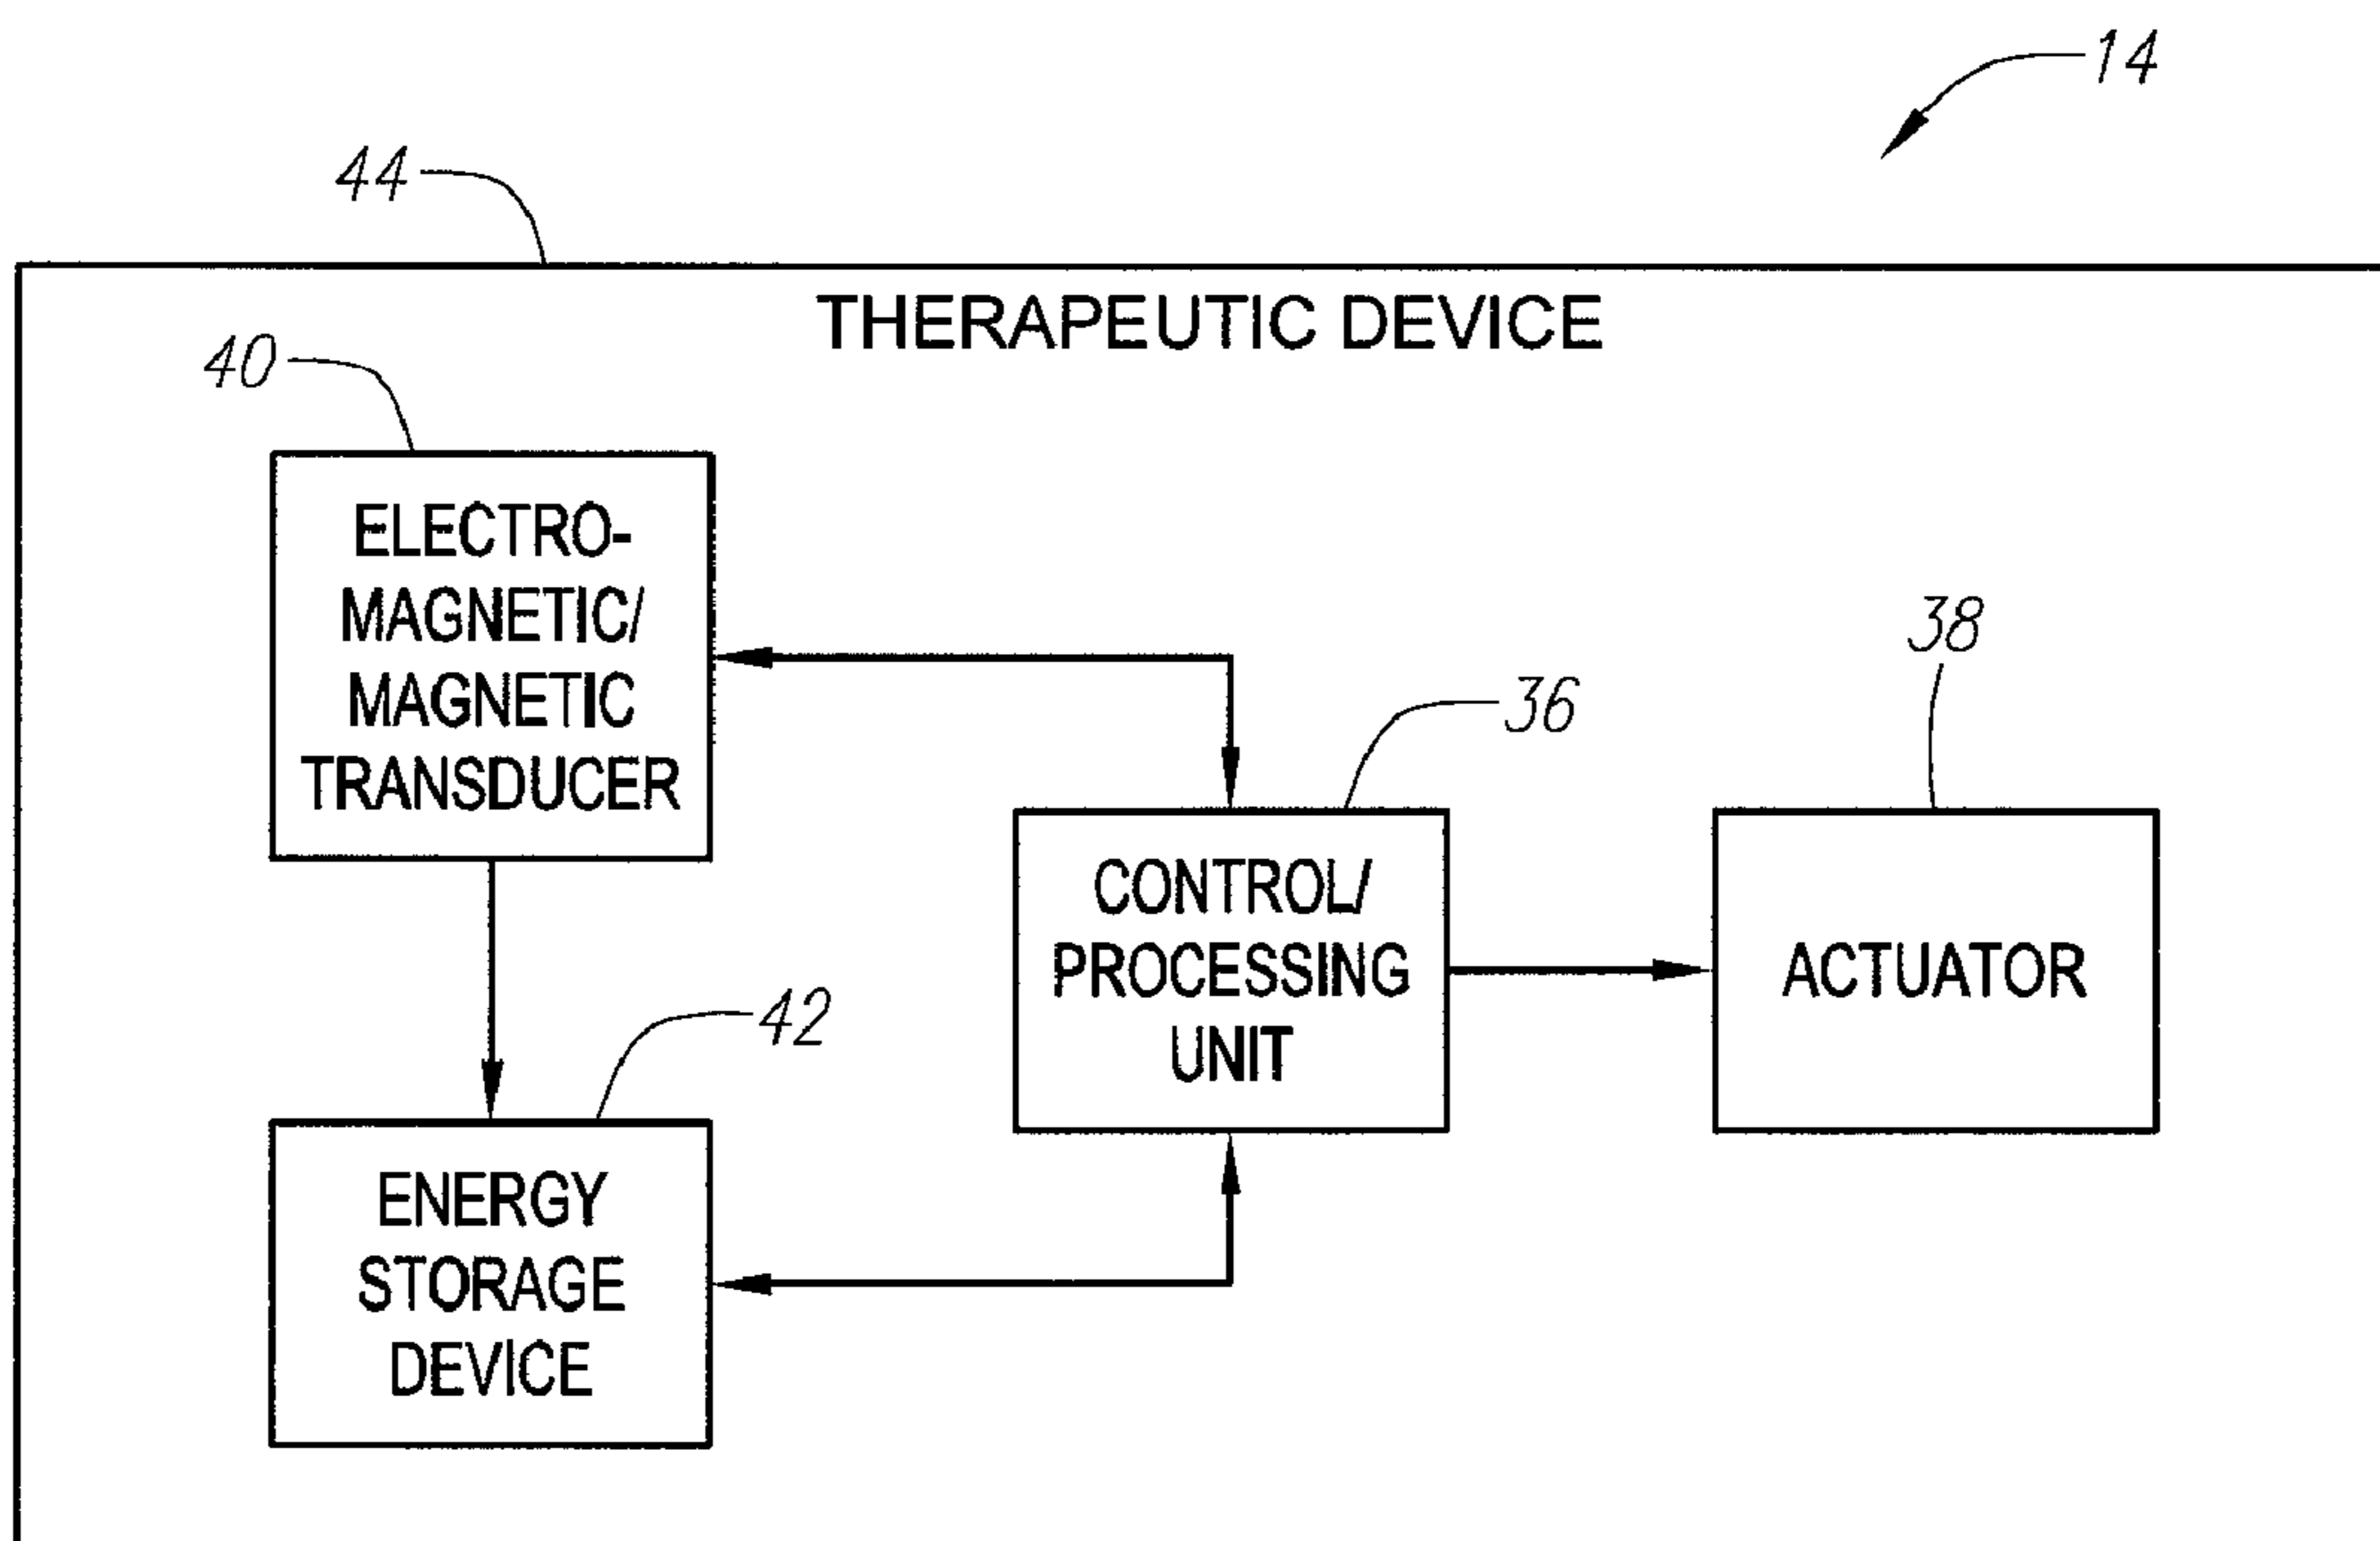 14
44
THERAPEUTIC DEVICE
40
ELECTRO-
MAGNETIC/
MAGNETIC
TRANSDUCER
38
36
CONTROL/
PROCESSING
UNIT
ACTUATOR
42
ENERGY
STORAGE
DEVICE